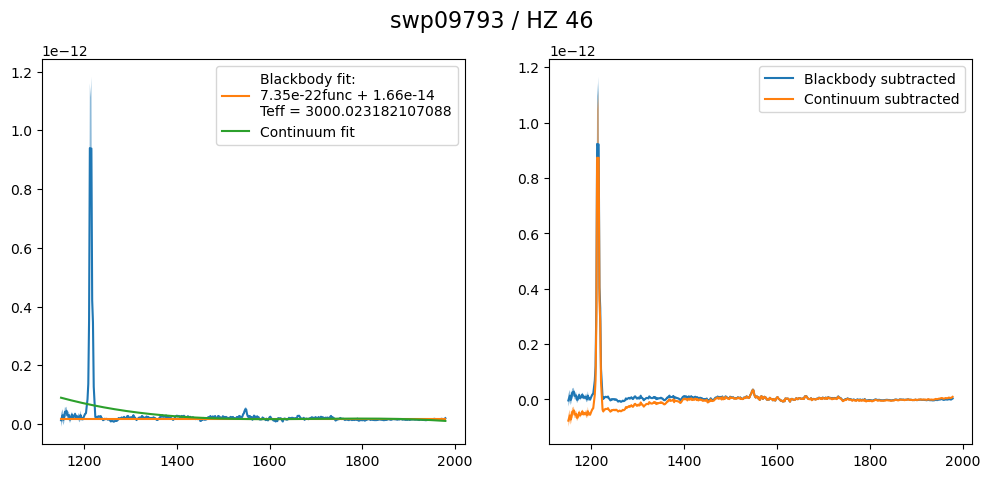 swp09793 / HZ 46
1e−12
1.2
1.0
0.8
0.6
0.4
0.2
0.0
1200 1400 1600 1800 2000
Blackbody fit:
7.35e-22func + 1.66e-14
Teff = 3000.023182107088
Continuum fit
1e−12
1.2
1.0
0.8
0.6
0.4
0.2
0.0
1200 1400 1600 1800 2000
Blackbody subtracted
Continuum subtracted